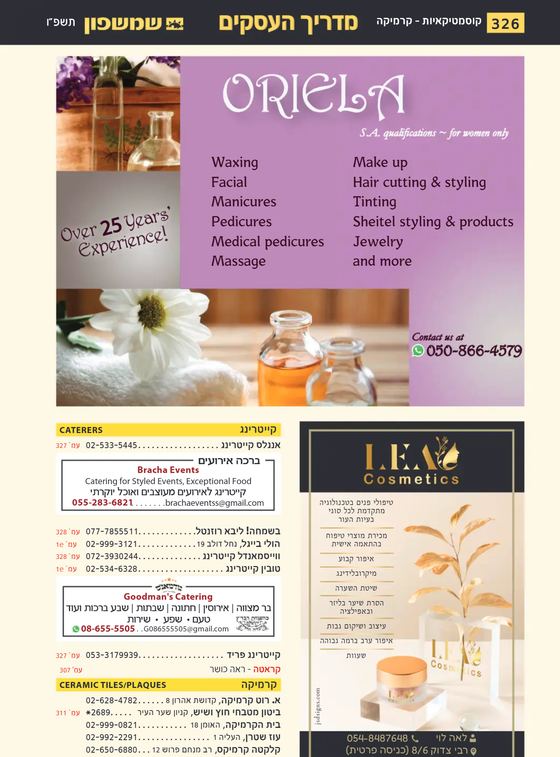 326
קוסמטיקאיות - קרמיקה
מדריך העסקים
שמשפון
תשפ״ו
ORIELA
S.A. qualifications ~ for women only
Waxing
Facial
Manicures
Pedicures
Medical pedicures
Massage
Make up
Hair cutting & styling
Tinting
Sheitel styling & products
Jewelry
and more
Over 25 Years'
Experience!
Contact us at
050-866-4579
CATERERS קייטרינג
אננלס קייטרינג 02-533-5445 עמ׳ 327
ברכה אירועים
Bracha Events
Catering for Styled Events, Exceptional Food
קייטרינג לאירועים מעוצבים ואוכל יוקרתי
055-283-6821.......brachaeventss@gmail.com
בשמחה! ליבא רוזנטל 077-7855511 עמ׳ 328
הולי בייגל, נחל דולב 19 02-999-3121 עמ׳ 1e
ווייסמאנדל קייטרינג 072-3930244 עמ׳ 328
טובין קייטרינג 02-534-6328 עמ׳ 1e
Goodman's Catering
בר מצווה | אירוסין | חתונה | שבתות | שבע ברכות ועוד
טעם · שפע · שירות
08-655-5505..G086555505@gmail.com
קייטרינג פריד 053-3179939 עמ׳ 327
קראטה - ראה כושר עמ׳ 307
CERAMIC TILES/PLAQUES קרמיקה
א. רוט קרמיקה, קדושת אהרון 8 02-628-4782
ביטון מטבחי חוץ ושיש, קניון שער העיר *2689 עמ׳ 311
בית הקרמיקה, האומן 18 02-999-0821
עוז שטרן, העליה 1 02-992-2291
קלקטה קרמיקס, רב מנחם פרוש 12 02-650-6880
LEA
Cosmetics
טיפולי פנים בטכנולוגיה
מתקדמת לכל סוגי
בעיות העור
מכירת מוצרי טיפוח
בהתאמה אישית
איפור קבוע
מיקרובליידינג
שיטת השערה
הסרת שיער בלייזר
ובאפילציה
עיצוב ושיקום גבות
איפור ערב ברמה גבוהה
שעוות
LEA
Cosmetics
לאה לוי 054-8487648
רבי צדוק 8/6 (כניסה פרטית)